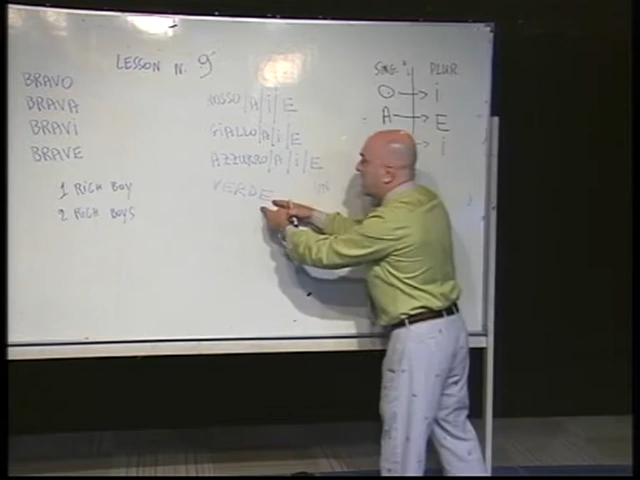 LESSON N. 9
BRAVO
BRAVA
BRAVi
BRAVE
1 RicH BOY
2 RicH BOYS
ROSSO/A/i/E
GiALLO/A/i/E
AZZURRO/A/i/E
VERDE
SING. PLUR
O → i
A → E
→ i